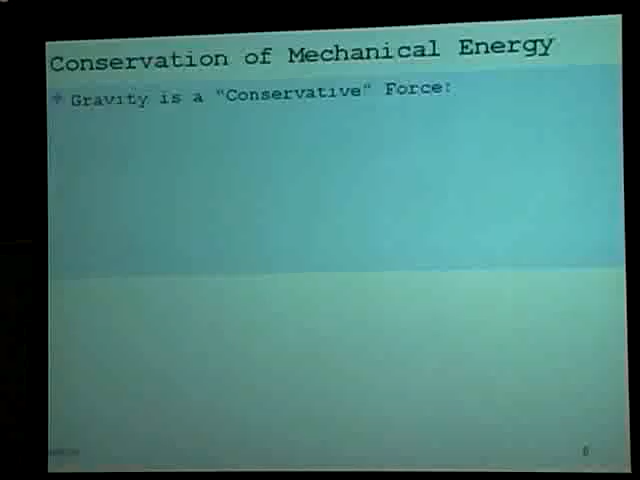 Conservation of Mechanical Energy
+ Gravity is a "Conservative" Force: